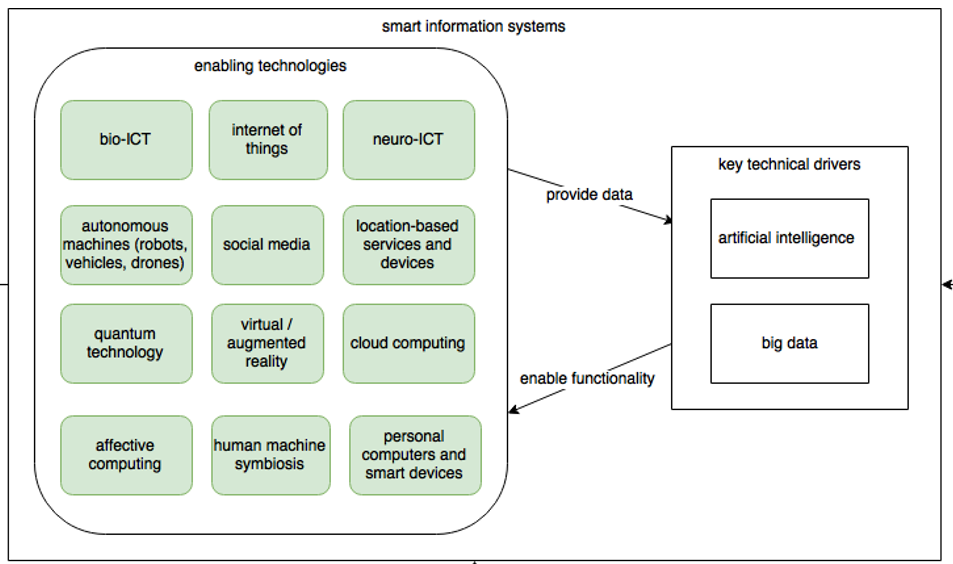 smart information systems
enabling technologies
bio-ICT
internet of
things
neuro-ICT
autonomous
machines (robots,
vehicles, drones)
social media
location-based
services and
devices
quantum
technology
virtual /
augmented
reality
cloud computing
affective
computing
human machine
symbiosis
personal
computers and
smart devices
provide data
enable functionality
key technical drivers
artificial intelligence
big data